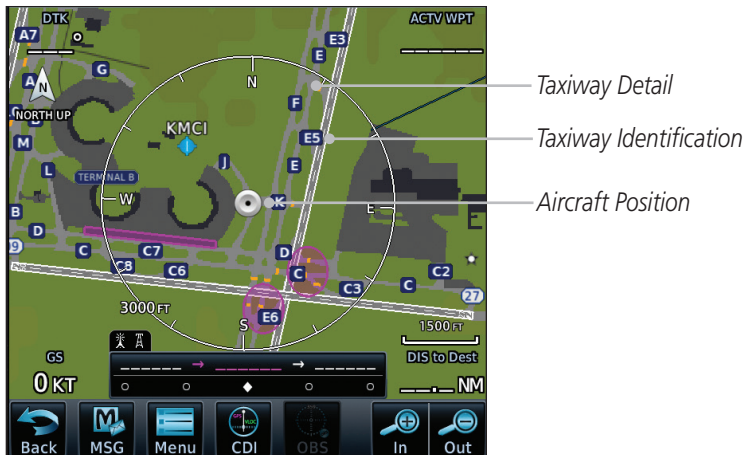 DTK
ACTV WPT
A7
E3
E
G
N
A
N
NORTH UP
F
KMCI
E5
M
J
E
L
TERMINAL B
W
K
E
B
D
D
C
C7
C
C2
C8
C6
C3
C
27
3000 FT
E6
S
1500 FT
GS
DIS to Dest
0 KT
NM
Back
MSG
Menu
GPS
VLOC
CDI
OBS
In
Out
Taxiway Detail
Taxiway Identification
Aircraft Position